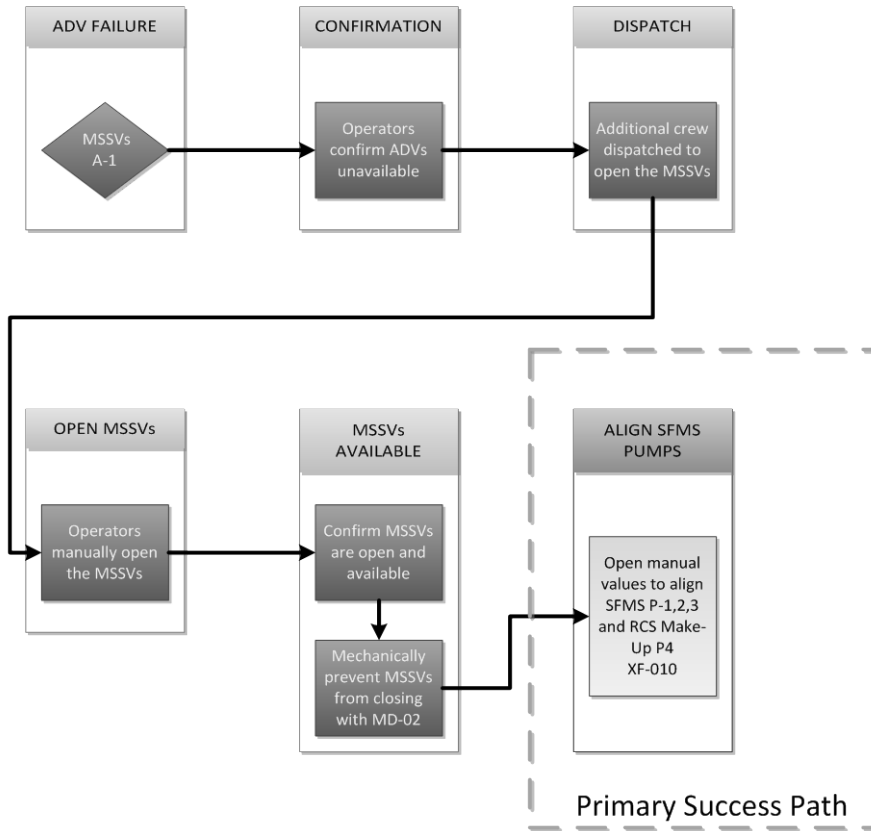 ADV FAILURE
MSSVs
A-1
CONFIRMATION
Operators
confirm ADVs
unavailable
DISPATCH
Additional crew
dispatched to
open the MSSVs
OPEN MSSVs
Operators
manually open
the MSSVs
MSSVs
AVAILABLE
Confirm MSSVs
are open and
available
Mechanically
prevent MSSVs
from closing
with MD-02
ALIGN SFMS
PUMPS
Open manual
values to align
SFMS P-1,2,3
and RCS Make-
Up P4
XF-010
Primary Success Path